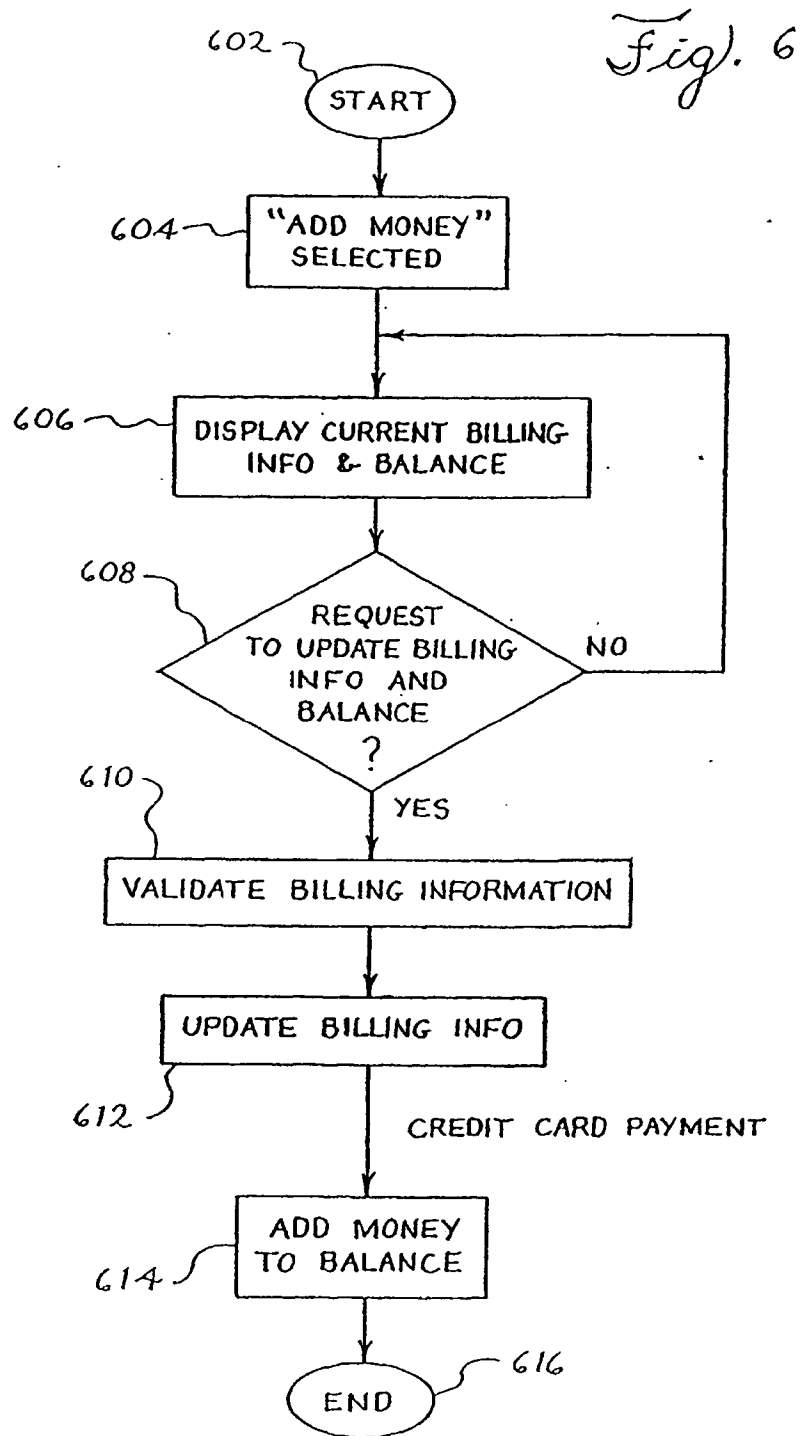 Fig. 6
602
START
604
"ADD MONEY"
SELECTED
606
DISPLAY CURRENT BILLING
INFO & BALANCE
608
REQUEST
TO UPDATE BILLING
INFO AND
BALANCE
?
NO
YES
610
VALIDATE BILLING INFORMATION
UPDATE BILLING INFO
612
CREDIT CARD PAYMENT
ADD MONEY
TO BALANCE
614
END
616